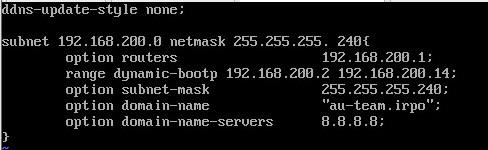 ddns-update-style none;
subnet 192.168.200.0 netmask 255.255.255. 240{
option routers 192.168.200.1;
range dynamic-bootp 192.168.200.2 192.168.200.14;
option subnet-mask 255.255.255.240;
option domain-name "au-team.irpo";
option domain-name-servers 8.8.8.8;
}
~